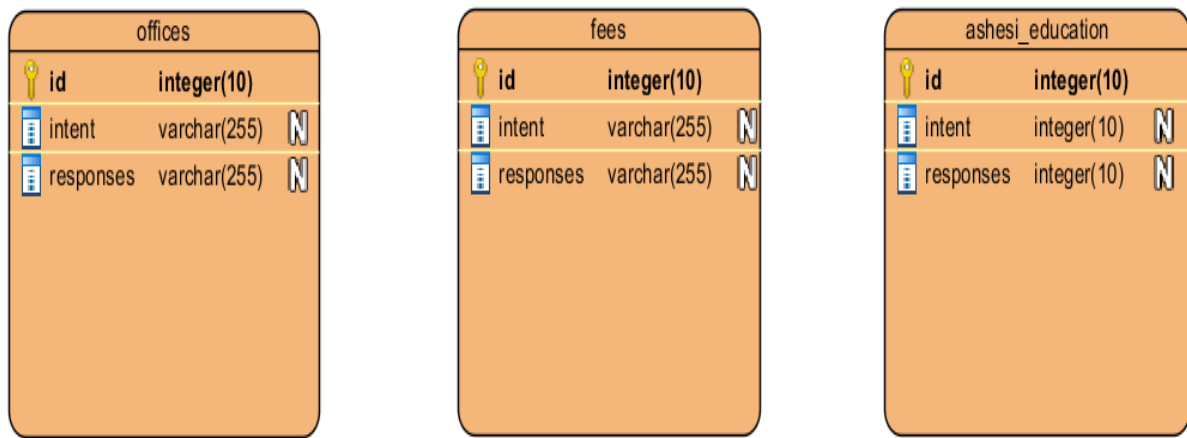 offices
id integer(10)
intent varchar(255) N
responses varchar(255) N
fees
id integer(10)
intent varchar(255) N
responses varchar(255) N
ashesi_education
id integer(10)
intent integer(10) N
responses integer(10) N